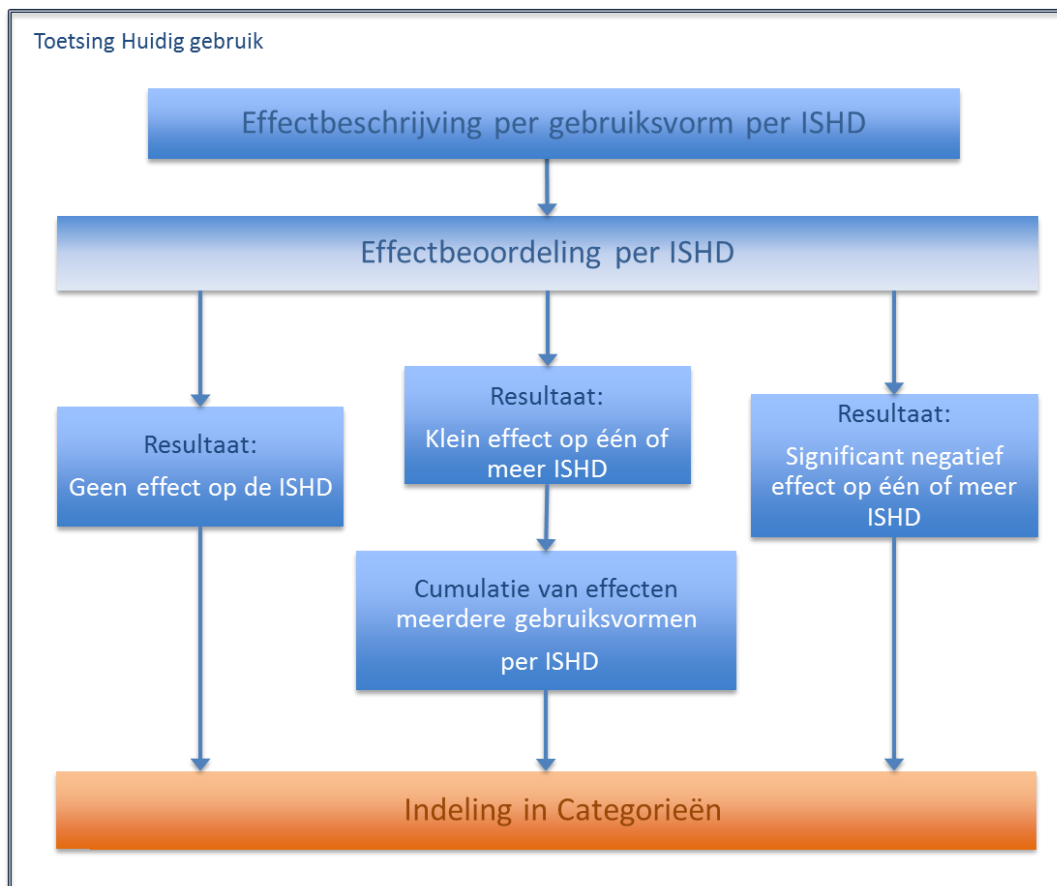 Toetsing Huidig gebruik
Effectbeschrijving per gebruiksvorm per ISHD
Effectbeoordeling per ISHD
Resultaat:
Geen effect op de ISHD
Resultaat:
Klein effect op één of
meer ISHD
Resultaat:
Significant negatief
effect op één of meer
ISHD
Cumulatie van effecten
meerdere gebruiksvormen
per ISHD
Indeling in Categorieën